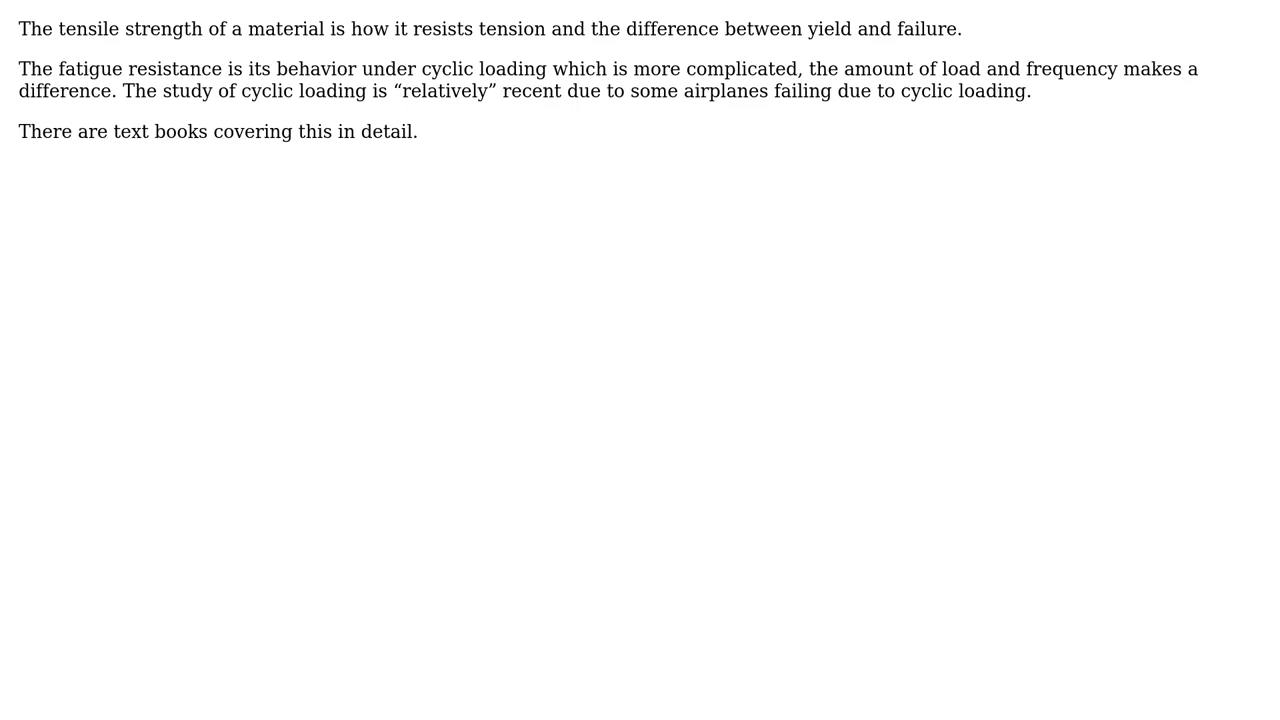 The tensile strength of a material is how it resists tension and the difference between yield and failure.
The fatigue resistance is its behavior under cyclic loading which is more complicated, the amount of load and frequency makes a
difference. The study of cyclic loading is “relatively” recent due to some airplanes failing due to cyclic loading.
There are text books covering this in detail.